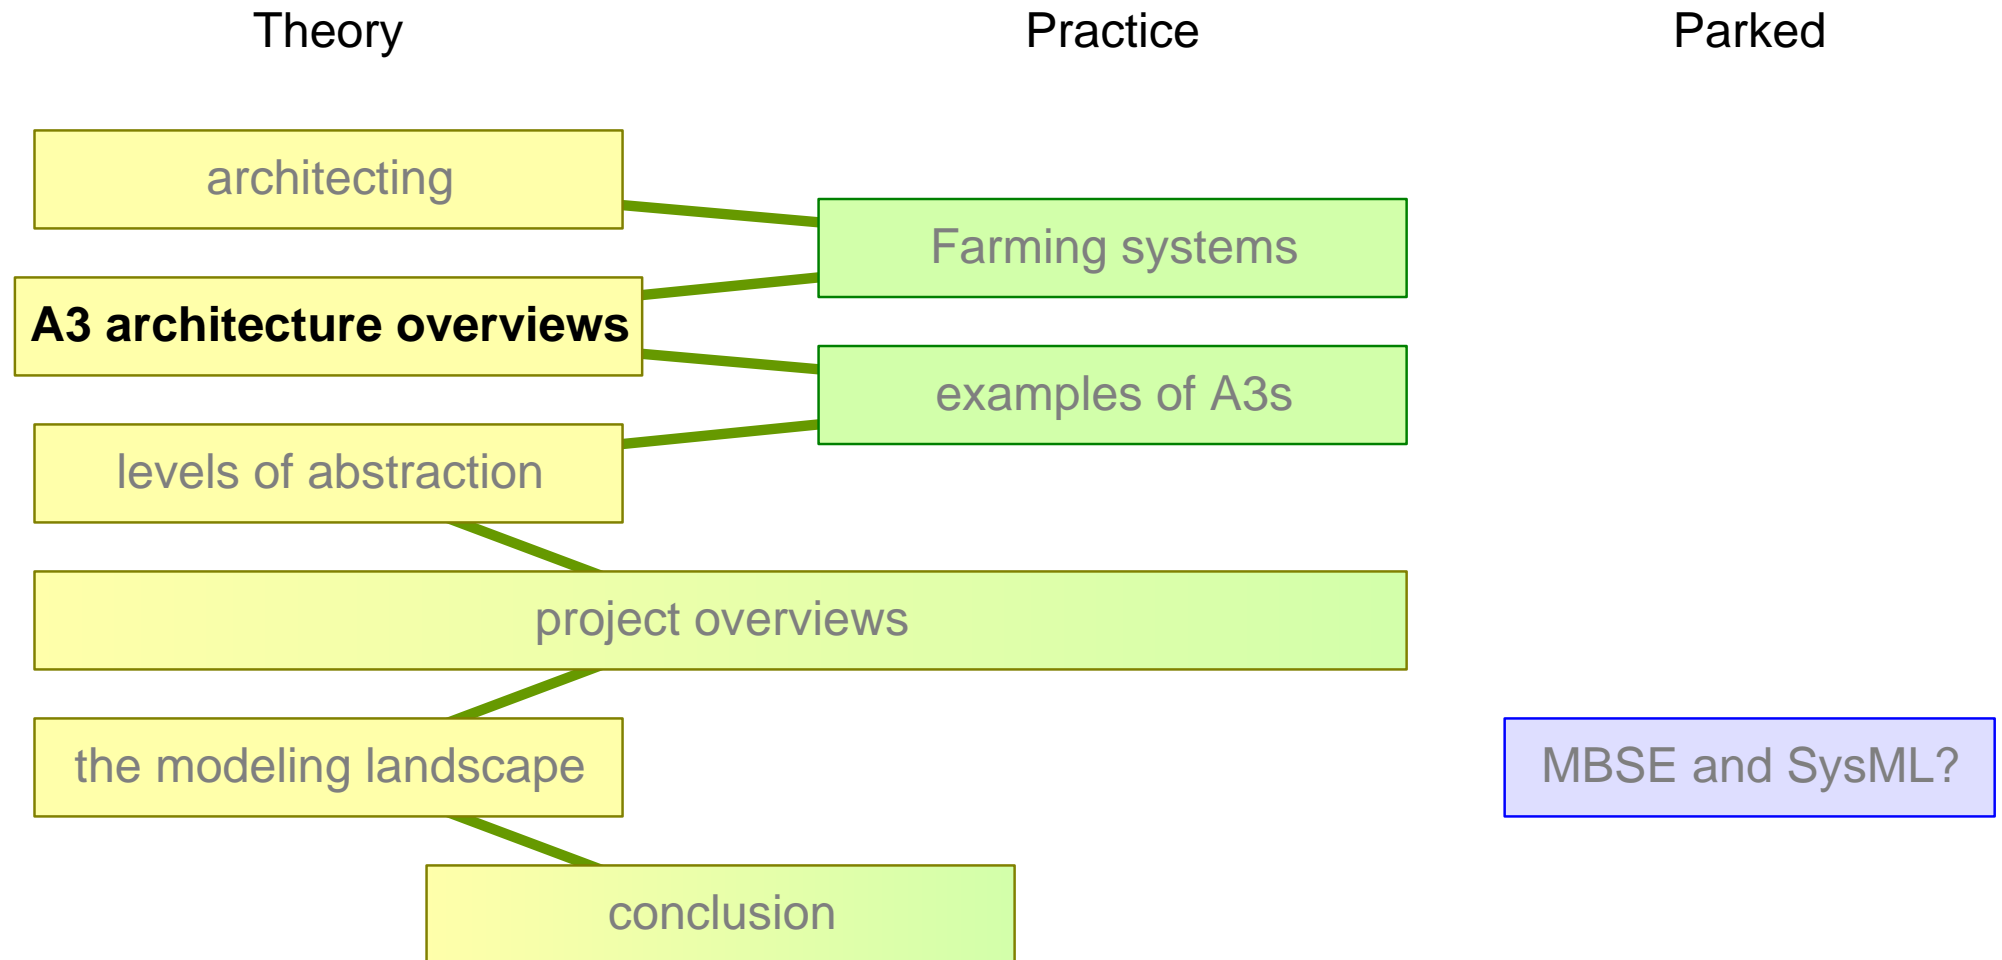 Theory
Practice
Parked
architecting
Farming systems
A3 architecture overviews
examples of A3s
levels of abstraction
project overviews
the modeling landscape
MBSE and SysML?
conclusion